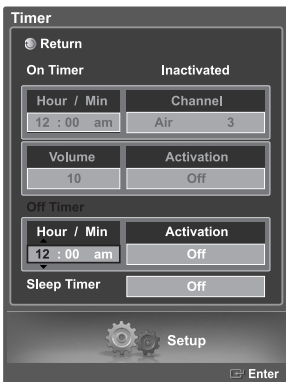 Timer
Return
On Timer Inactivated
Hour / Min Channel
12 : 00 am Air 3
Volume Activation
10 Off
Off Timer
Hour / Min Activation
12 : 00 am Off
Sleep Timer Off
Setup
Enter